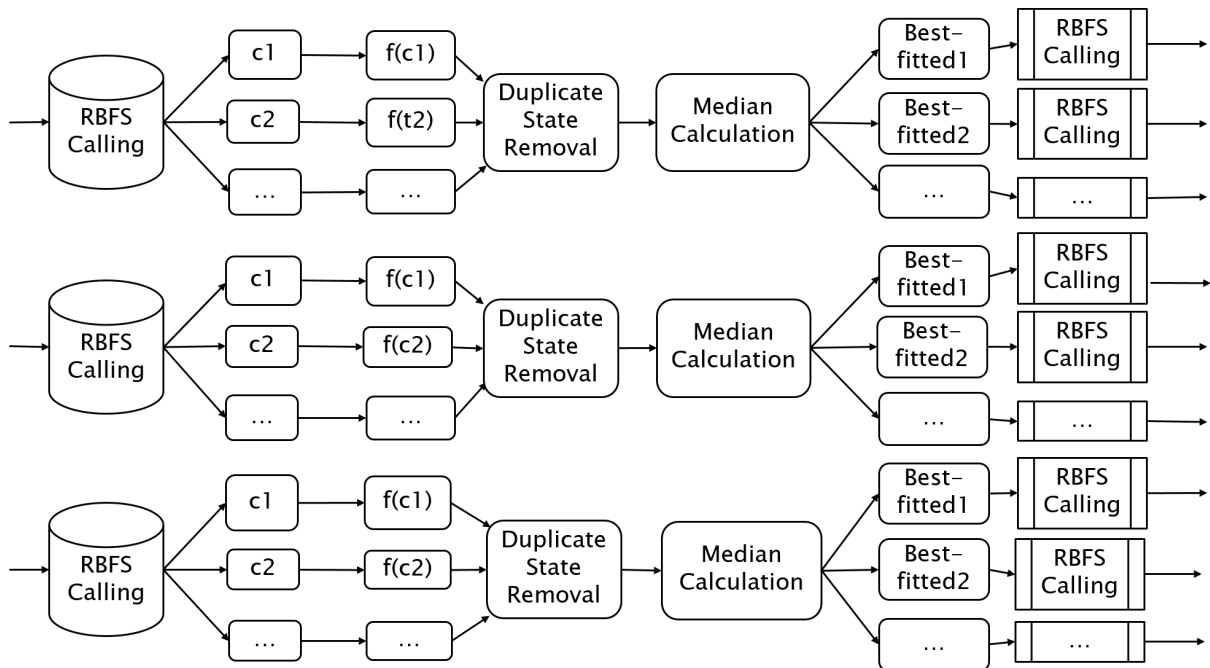 RBFS
Calling
c1
f(c1)
c2
f(t2)
...
...
Duplicate
State
Removal
Median
Calculation
Best-
fitted1
RBFS
Calling
Best-
fitted2
RBFS
Calling
...
...
RBFS
Calling
c1
f(c1)
c2
f(c2)
...
...
Duplicate
State
Removal
Median
Calculation
Best-
fitted1
RBFS
Calling
Best-
fitted2
RBFS
Calling
...
...
RBFS
Calling
c1
f(c1)
c2
f(c2)
...
...
Duplicate
State
Removal
Median
Calculation
Best-
fitted1
RBFS
Calling
Best-
fitted2
RBFS
Calling
...
...